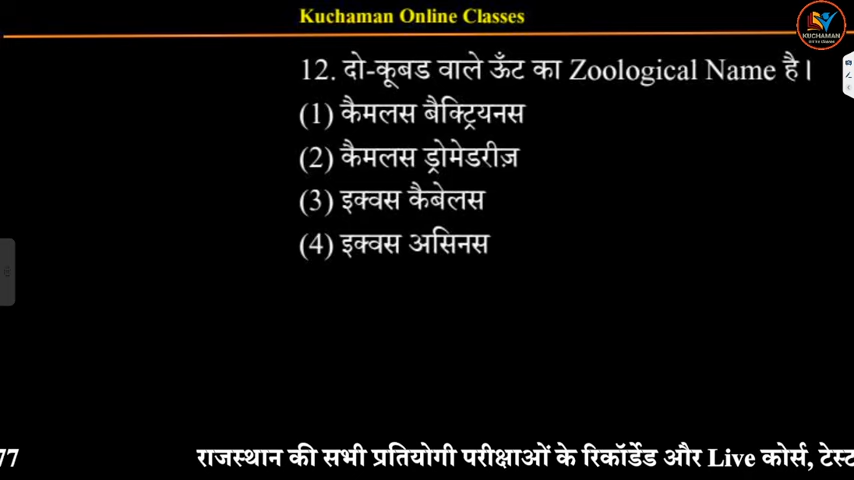 Kuchaman Online Classes
KUCHAMAN
12. दो-कूबड वाले ऊँट का Zoological Name है।
(1) कैमलस बैक्ट्रियनस
(2) कैमलस ड्रोमेडरीज़
(3) इक्वस कैबेलस
(4) इक्वस असिनस
77 राजस्थान की सभी प्रतियोगी परीक्षाओं के रिकॉर्डेड और Live कोर्स, टेस्ट